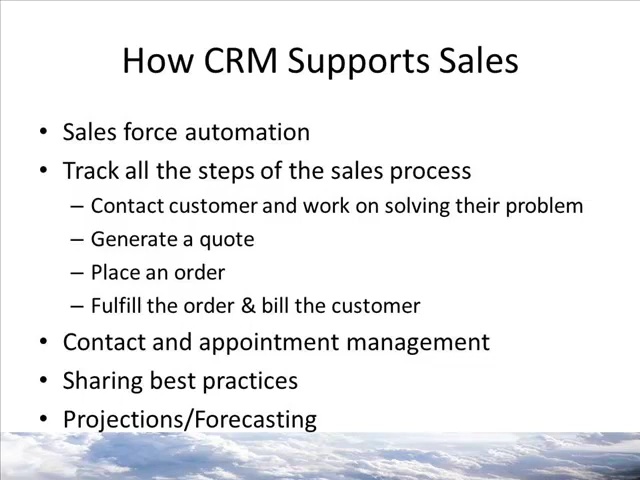 How CRM Supports Sales
• Sales force automation
• Track all the steps of the sales process
– Contact customer and work on solving their problem
– Generate a quote
– Place an order
– Fulfill the order & bill the customer
• Contact and appointment management
• Sharing best practices
• Projections/Forecasting